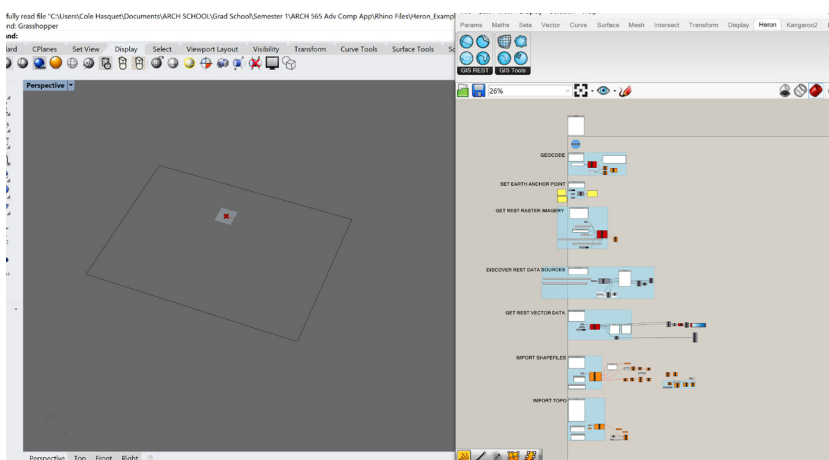 fully read file "C:\Users\Cole Hasquet\Documents\ARCH SCHOOL\Grad School\Semester 1\ARCH 565 Adv Comp App\Rhino Files\Heron_Examp
nd: Grasshopper
and:
dard CPlanes Set View Display Select Viewport Layout Visibility Transform Curve Tools Surface Tools Sc
Perspective
Perspective Top Front Right
Params Maths Sets Vector Curve Surface Mesh Intersect Transform Display Heron Kangaroo2
GIS REST GIS Tools
26%
GEOCODE
SET EARTH ANCHOR POINT
GET REST RASTER IMAGERY
DISCOVER REST DATA SOURCES
GET REST VECTOR DATA
IMPORT SHAPEFILES
IMPORT TOPO